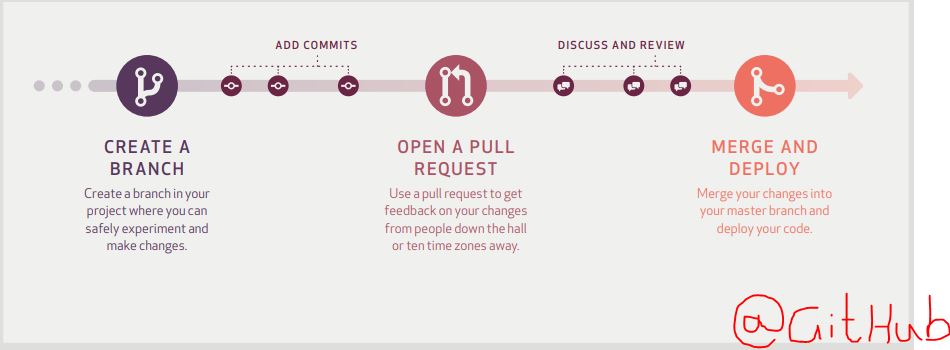 ADD COMMITS
DISCUSS AND REVIEW
CREATE A
BRANCH
Create a branch in your
project where you can
safely experiment and
make changes.
OPEN A PULL
REQUEST
Use a pull request to get
feedback on your changes
from people down the hall
or ten time zones away.
MERGE AND
DEPLOY
Merge your changes into
your master branch and
deploy your code.
@GitHub